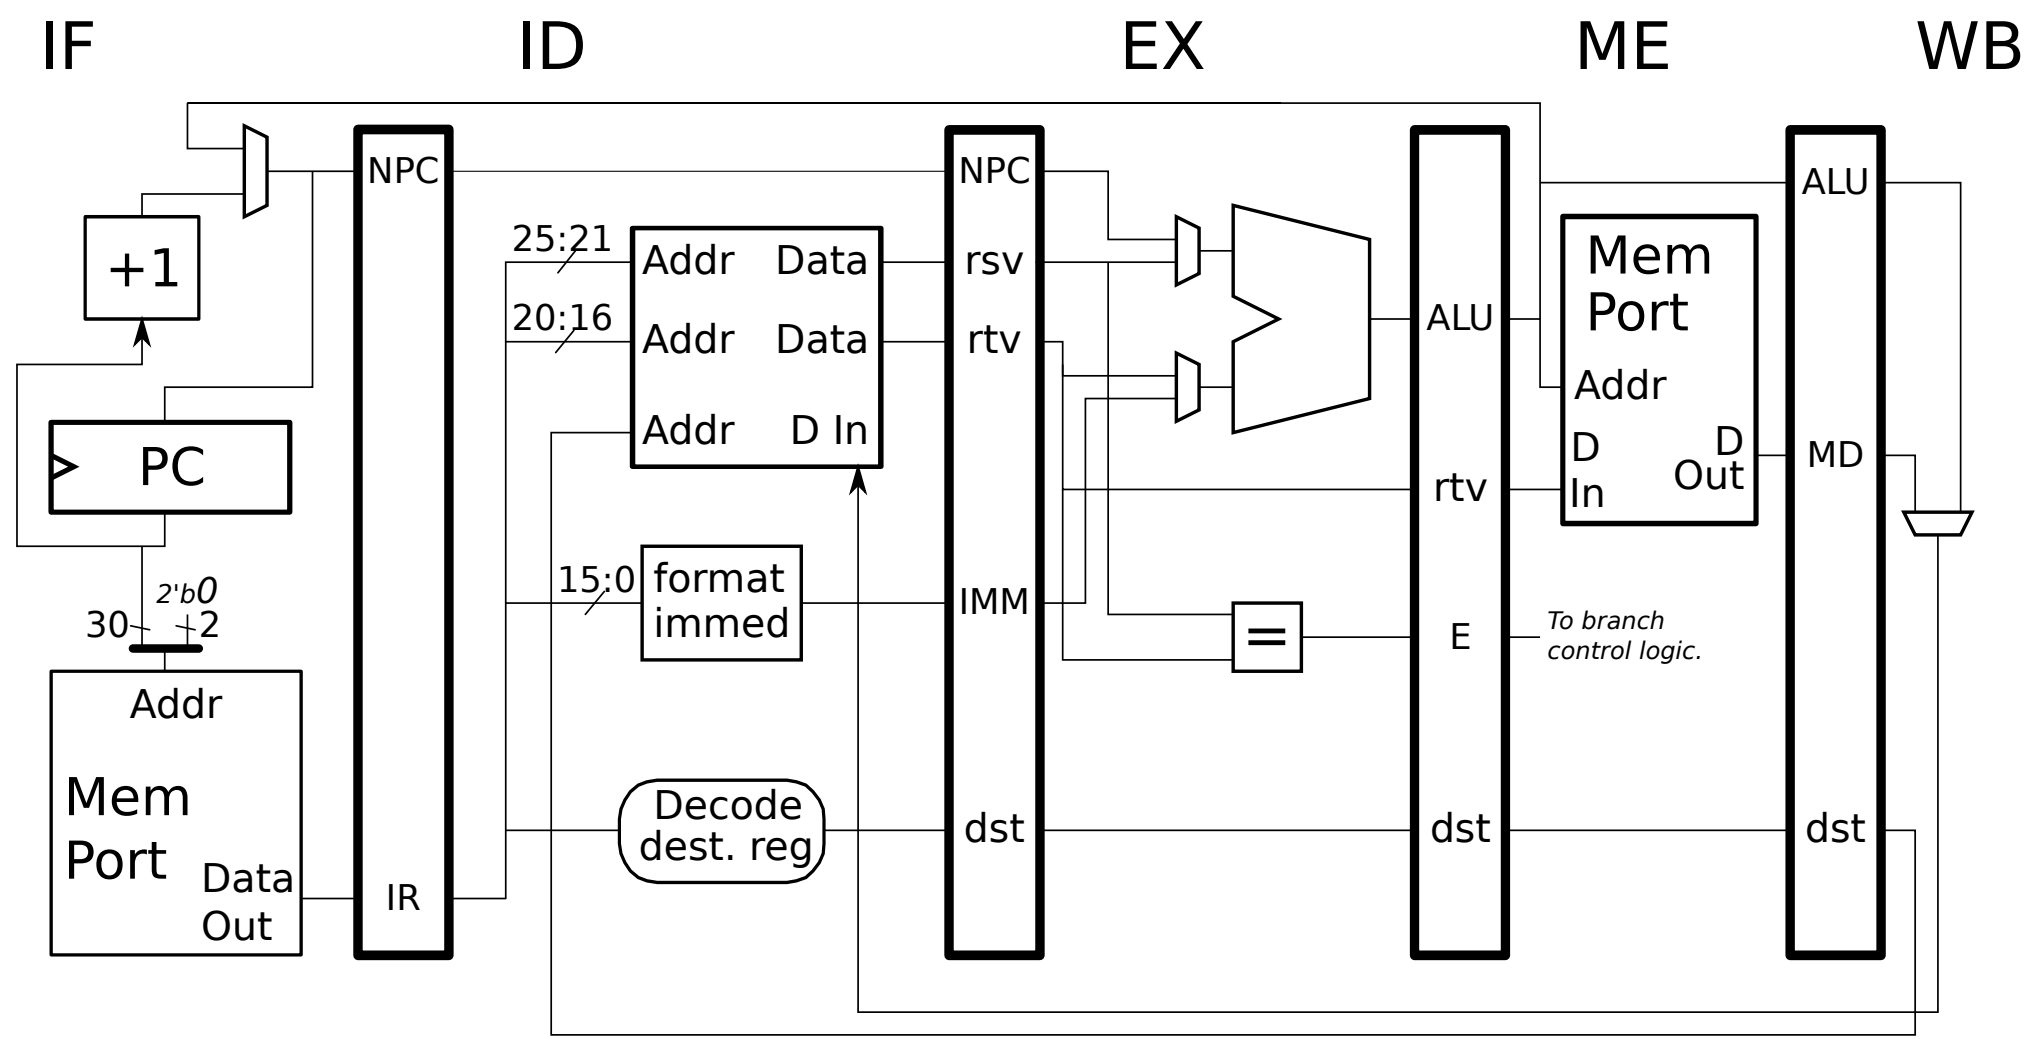 IF
ID
EX
ME
WB
+1
PC
30
2'b0
2
Addr
Mem
Port
Data
Out
NPC
IR
25:21
20:16
Addr
Data
Addr
Data
Addr
D In
15:0
format
immed
Decode
dest. reg
NPC
rsv
rtv
IMM
dst
=
ALU
rtv
E
dst
Mem
Port
Addr
D
In
D
Out
To branch
control logic.
ALU
MD
dst